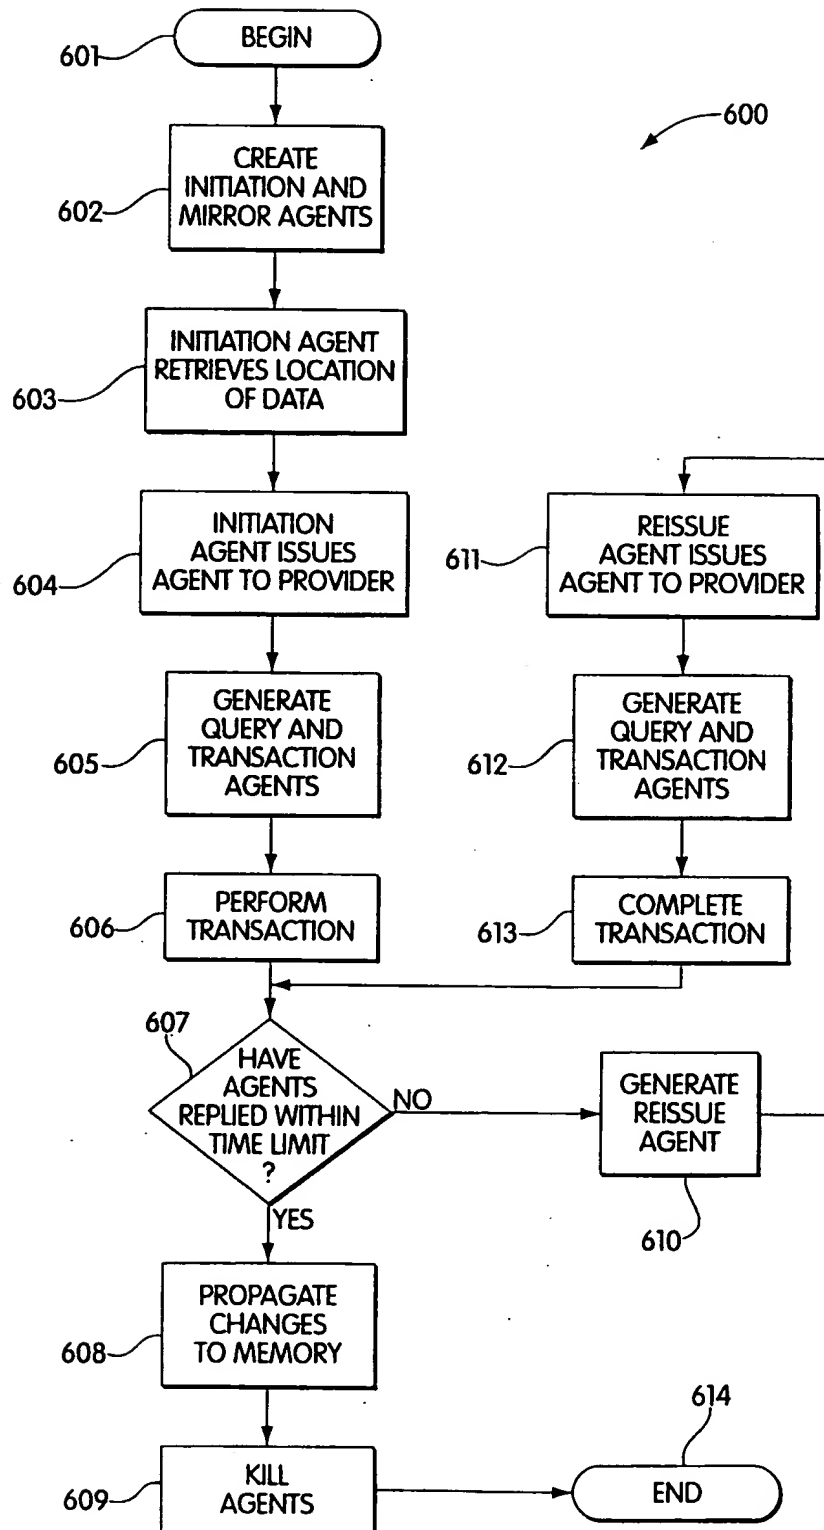 BEGIN
601
600
CREATE
INITIATION AND
MIRROR AGENTS
602
INITIATION AGENT
RETRIEVES LOCATION
OF DATA
603
INITIATION
AGENT ISSUES
AGENT TO PROVIDER
604
REISSUE
AGENT ISSUES
AGENT TO PROVIDER
611
GENERATE
QUERY AND
TRANSACTION
AGENTS
605
GENERATE
QUERY AND
TRANSACTION
AGENTS
612
PERFORM
TRANSACTION
606
COMPLETE
TRANSACTION
613
607
HAVE
AGENTS
REPLIED WITHIN
TIME LIMIT
?
NO
YES
GENERATE
REISSUE
AGENT
610
PROPAGATE
CHANGES
TO MEMORY
608
KILL
AGENTS
609
614
END